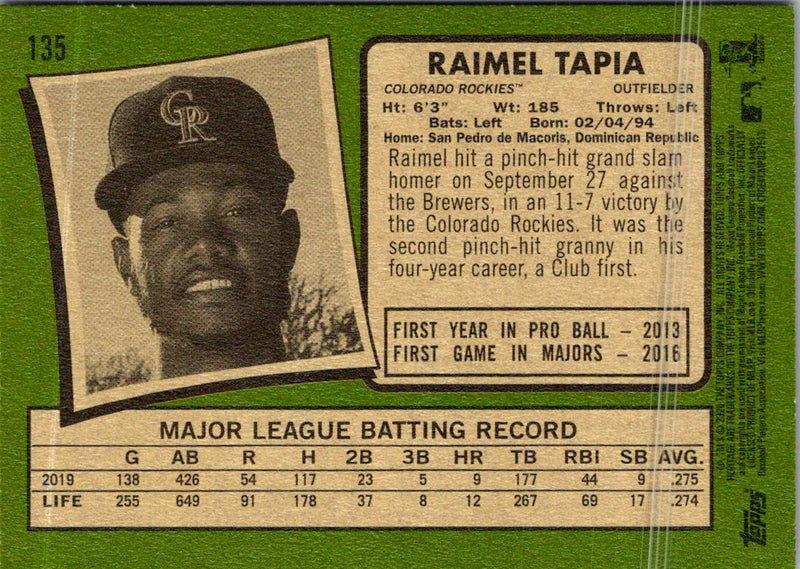 135
CR
RAIMEL TAPIA
COLORADO ROCKIES™ OUTFIELDER
Ht: 6'3" Wt: 185 Throws: Left
Bats: Left Born: 02/04/94
Home: San Pedro de Macoris, Dominican Republic
Raimel hit a pinch-hit grand slam
homer on September 27 against
the Brewers, in an 11-7 victory by
the Colorado Rockies. It was the
second pinch-hit granny in his
four-year career, a Club first.
FIRST YEAR IN PRO BALL – 2013
FIRST GAME IN MAJORS – 2016
MAJOR LEAGUE BATTING RECORD
G AB R H 2B 3B HR TB RBI SB AVG.
2019 138 426 54 117 23 5 9 177 44 9 .275
LIFE 255 649 91 178 37 8 12 267 69 17 .274
topps®